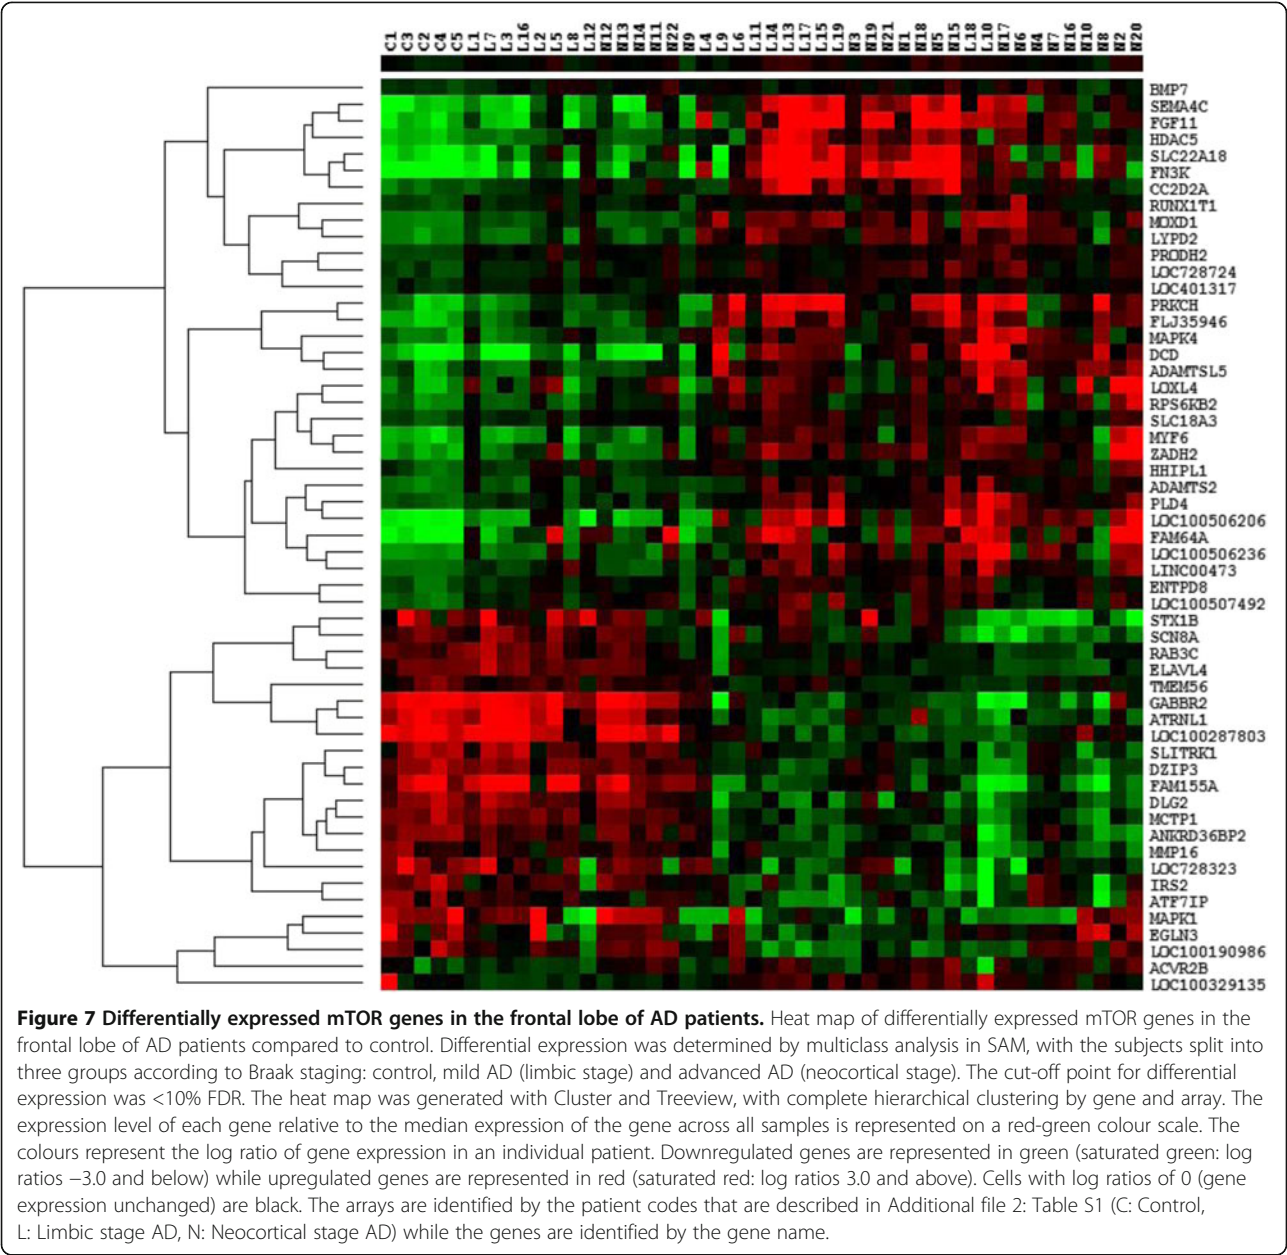 C1 C3 C2 C4 C5 L1 L7 L3 L16 L2 L5 L8 L12 N12 N13 N14 N11 N22 N9 L4 L9 L6 L11 L14 L13 L17 L15 L19 N3 N19 N21 N1 N18 N5 N15 L18 L10 N17 N6 N4 N7 N16 N10 N8 N2 N20
BMP7
SEMA4C
FGF11
HDAC5
SLC22A18
FN3K
CC2D2A
RUNX1T1
MOXD1
LYPD2
PRODH2
LOC728724
LOC401317
PRKCH
FLJ35946
MAPK4
DCD
ADAMTSL5
LOXL4
RPS6KB2
SLC18A3
MYF6
ZADH2
HHIPL1
ADAMTS2
PLD4
LOC100506206
FAM64A
LOC100506236
LINC00473
ENTPD8
LOC100507492
STX1B
SCN8A
RAB3C
ELAVL4
TMEM56
GABBR2
ATRNL1
LOC100287803
SLITRK1
DZIP3
FAM155A
DLG2
MCTP1
ANKRD36BP2
MMP16
LOC728323
IRS2
ATF7IP
MAPK1
EGLN3
LOC100190986
ACVR2B
LOC100329135
Figure 7 Differentially expressed mTOR genes in the frontal lobe of AD patients. Heat map of differentially expressed mTOR genes in the
frontal lobe of AD patients compared to control. Differential expression was determined by multiclass analysis in SAM, with the subjects split into
three groups according to Braak staging: control, mild AD (limbic stage) and advanced AD (neocortical stage). The cut-off point for differential
expression was <10% FDR. The heat map was generated with Cluster and Treeview, with complete hierarchical clustering by gene and array. The
expression level of each gene relative to the median expression of the gene across all samples is represented on a red-green colour scale. The
colours represent the log ratio of gene expression in an individual patient. Downregulated genes are represented in green (saturated green: log
ratios −3.0 and below) while upregulated genes are represented in red (saturated red: log ratios 3.0 and above). Cells with log ratios of 0 (gene
expression unchanged) are black. The arrays are identified by the patient codes that are described in Additional file 2: Table S1 (C: Control,
L: Limbic stage AD, N: Neocortical stage AD) while the genes are identified by the gene name.